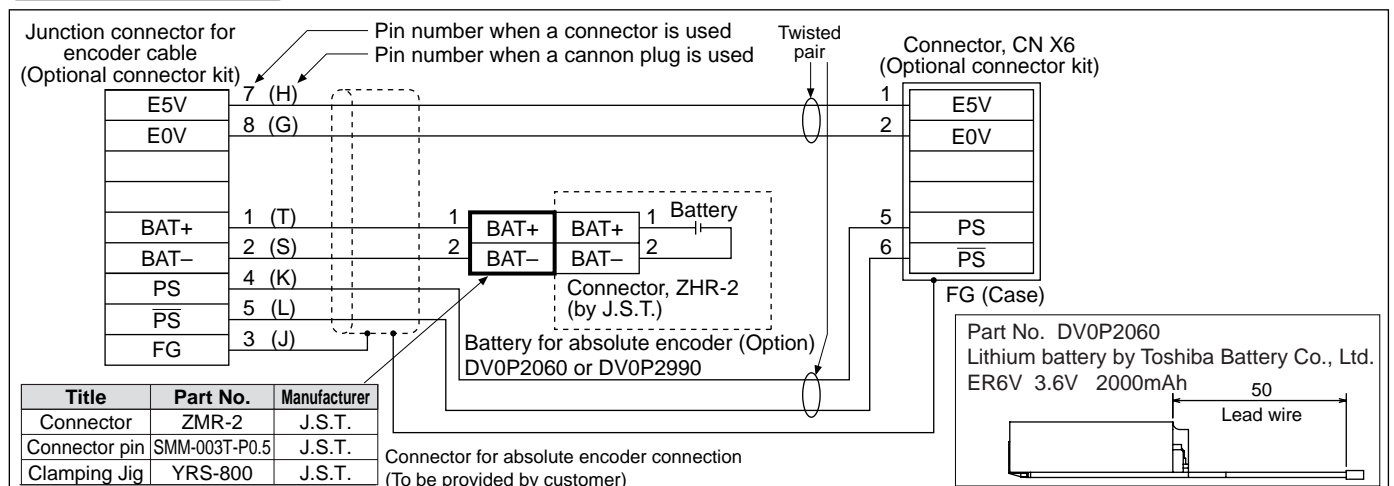 Junction connector for
encoder cable
(Optional connector kit)
Pin number when a connector is used
Pin number when a cannon plug is used
Twisted
pair
Connector, CN X6
(Optional connector kit)
E5V 7 (H)
E0V 8 (G)
BAT+ 1 (T)
BAT– 2 (S)
PS 4 (K)
P̅S̅ 5 (L)
FG 3 (J)
1 BAT+ BAT+ 1
2 BAT– BAT– 2
Battery
Connector, ZHR-2
(by J.S.T.)
Battery for absolute encoder (Option)
DV0P2060 or DV0P2990
1 E5V
2 E0V
5 PS
6 P̅S̅
FG (Case)
Title Part No. Manufacturer
Connector ZMR-2 J.S.T.
Connector pin SMM-003T-P0.5 J.S.T.
Clamping Jig YRS-800 J.S.T.
Connector for absolute encoder connection
(To be provided by customer)
Part No. DV0P2060
Lithium battery by Toshiba Battery Co., Ltd.
ER6V 3.6V 2000mAh
50
Lead wire